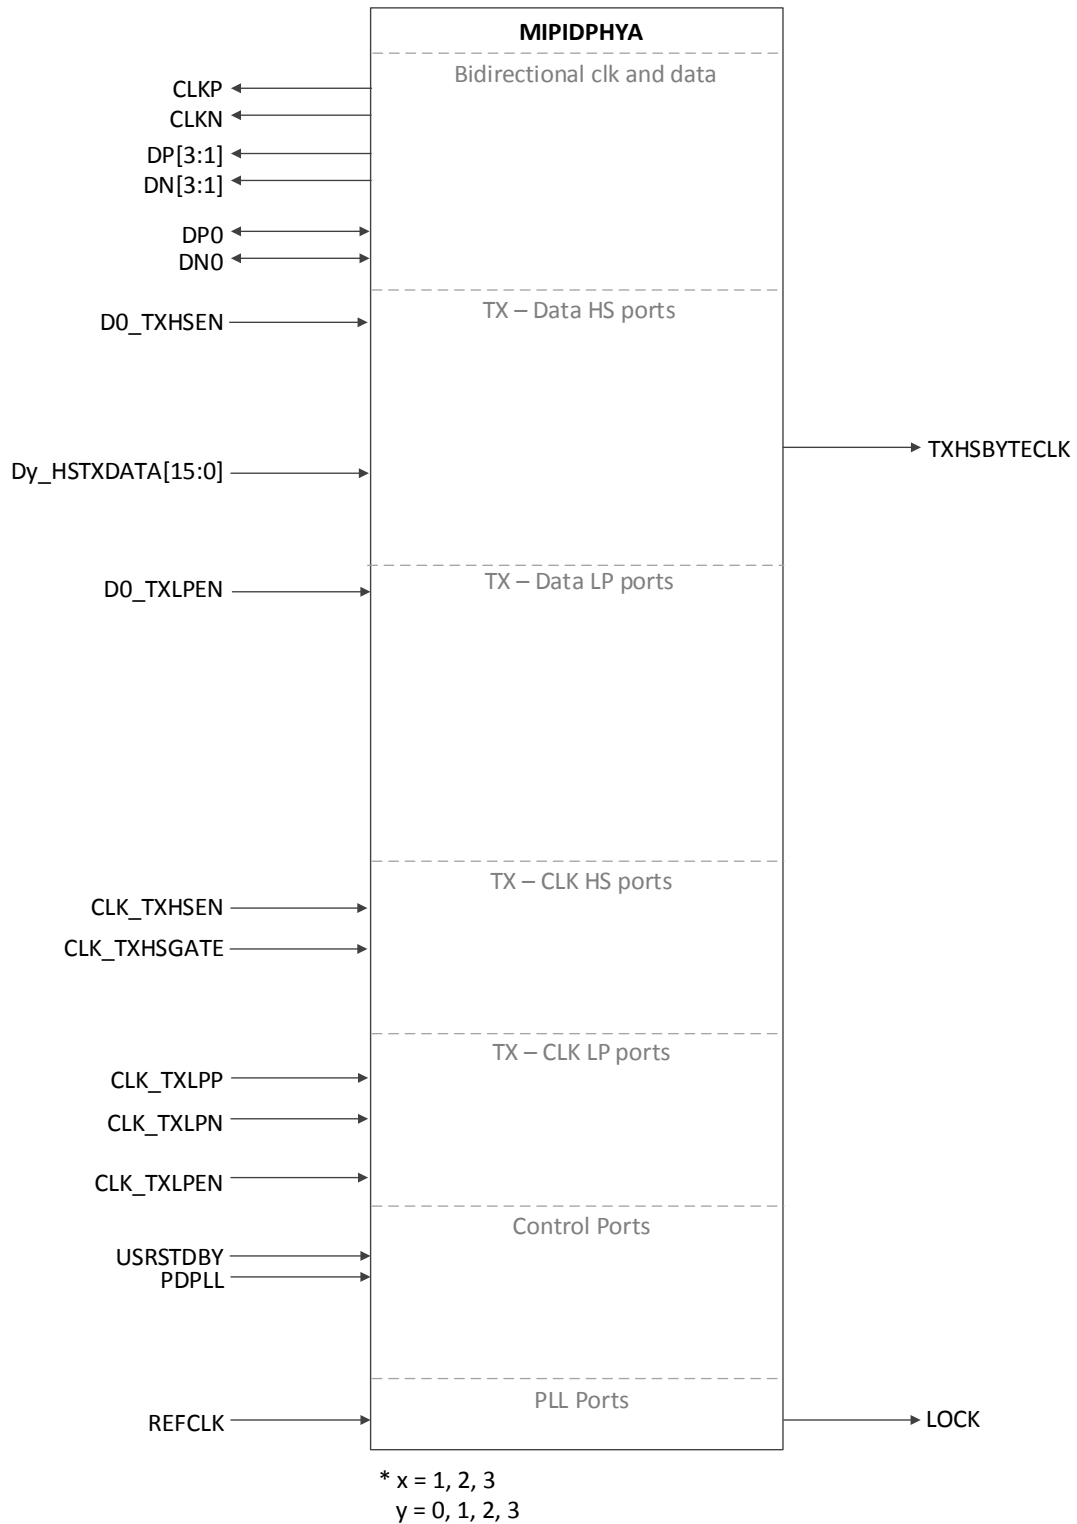 MIPIDPHYA
Bidirectional clk and data
CLKP
CLKN
DP[3:1]
DN[3:1]
DP0
DN0
TX – Data HS ports
D0_TXHSEN
TXHSBYTECLK
Dy_HSTXDATA[15:0]
TX – Data LP ports
D0_TXLPEN
TX – CLK HS ports
CLK_TXHSEN
CLK_TXHSGATE
TX – CLK LP ports
CLK_TXLPP
CLK_TXLPN
CLK_TXLPEN
Control Ports
USRSTDBY
PDPLL
PLL Ports
REFCLK
LOCK
* x = 1, 2, 3
y = 0, 1, 2, 3